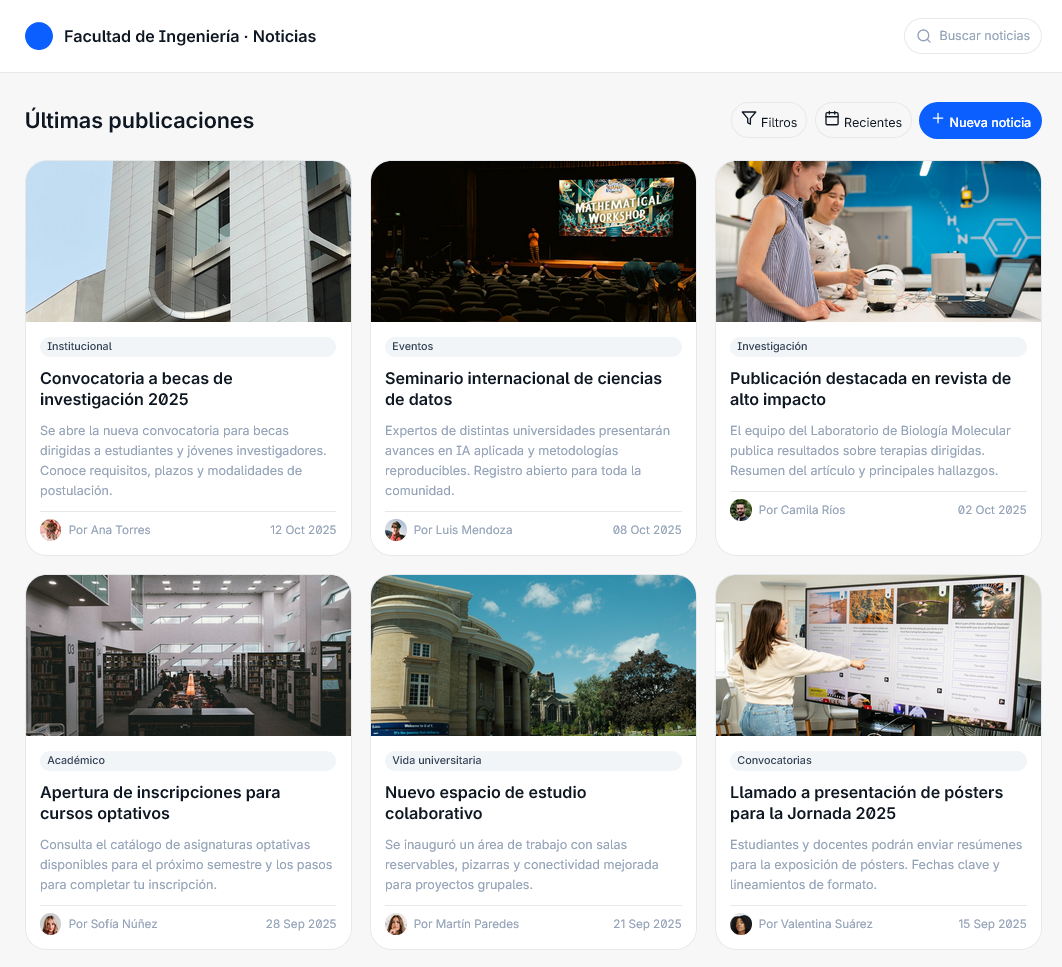 Facultad de Ingeniería · Noticias
Buscar noticias
Últimas publicaciones
Filtros
Recientes
Nueva noticia
MATHEMATICAL
WORKSHOP
H
N
Institucional
Convocatoria a becas de
investigación 2025
Se abre la nueva convocatoria para becas
dirigidas a estudiantes y jóvenes investigadores.
Conoce requisitos, plazos y modalidades de
postulación.
Por Ana Torres
12 Oct 2025
Eventos
Seminario internacional de ciencias
de datos
Expertos de distintas universidades presentarán
avances en IA aplicada y metodologías
reproducibles. Registro abierto para toda la
comunidad.
Por Luis Mendoza
08 Oct 2025
Investigación
Publicación destacada en revista de
alto impacto
El equipo del Laboratorio de Biología Molecular
publica resultados sobre terapias dirigidas.
Resumen del artículo y principales hallazgos.
Por Camila Ríos
02 Oct 2025
03
22
Académico
Apertura de inscripciones para
cursos optativos
Consulta el catálogo de asignaturas optativas
disponibles para el próximo semestre y los pasos
para completar tu inscripción.
Por Sofía Núñez
28 Sep 2025
Vida universitaria
Nuevo espacio de estudio
colaborativo
Se inauguró un área de trabajo con salas
reservables, pizarras y conectividad mejorada
para proyectos grupales.
Por Martín Paredes
21 Sep 2025
Convocatorias
Llamado a presentación de pósters
para la Jornada 2025
Estudiantes y docentes podrán enviar resúmenes
para la exposición de pósters. Fechas clave y
lineamientos de formato.
Por Valentina Suárez
15 Sep 2025